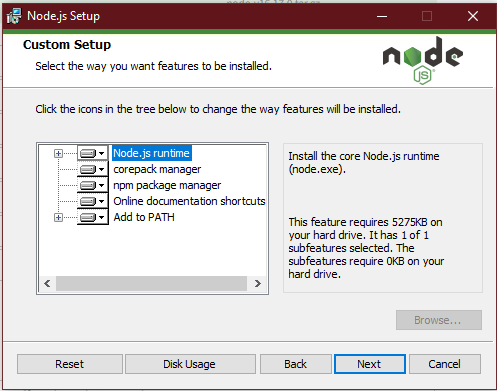 Node.js Setup
Custom Setup
Select the way you want features to be installed.
node
JS
Click the icons in the tree below to change the way features will be installed.
Node.js runtime
corepack manager
npm package manager
Online documentation shortcuts
Add to PATH
Install the core Node.js runtime
(node.exe).
This feature requires 5275KB on
your hard drive. It has 1 of 1
subfeatures selected. The
subfeatures require 0KB on your
hard drive.
Browse...
Reset
Disk Usage
Back
Next
Cancel